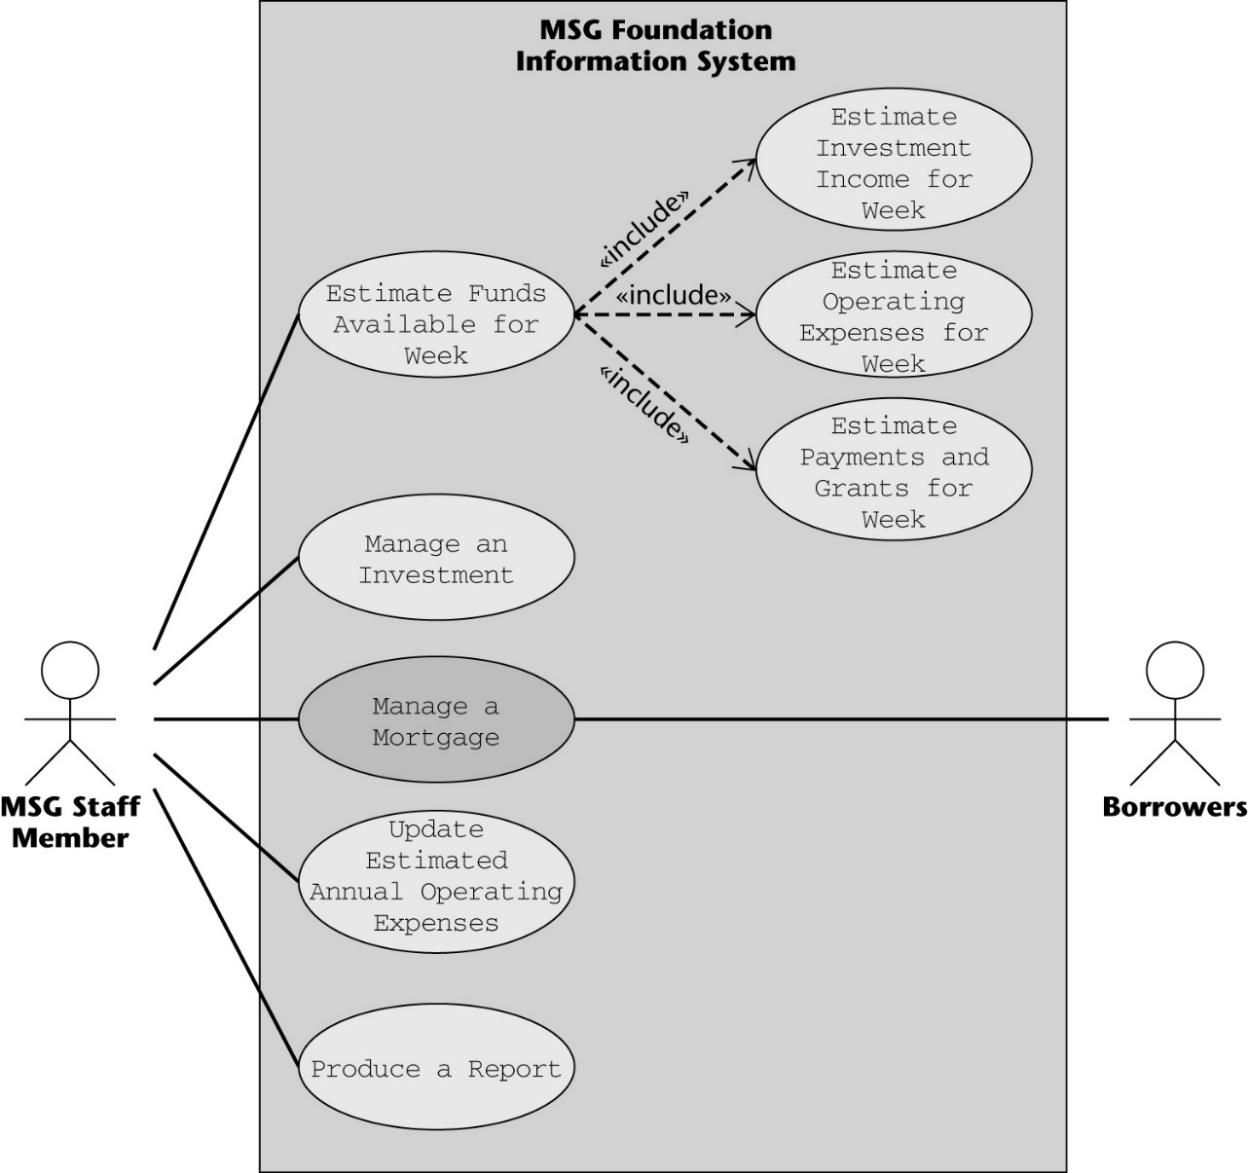 MSG Foundation
Information System
Estimate
Investment
Income for
Week
«include»
Estimate Funds
Available for
Week
«include»
Estimate
Operating
Expenses for
Week
«include»
Estimate
Payments and
Grants for
Week
Manage an
Investment
Manage a
Mortgage
MSG Staff
Member
Borrowers
Update
Estimated
Annual Operating
Expenses
Produce a Report